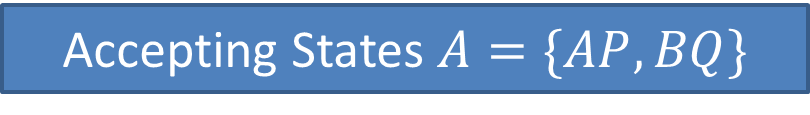 Accepting States A = {AP, BQ}